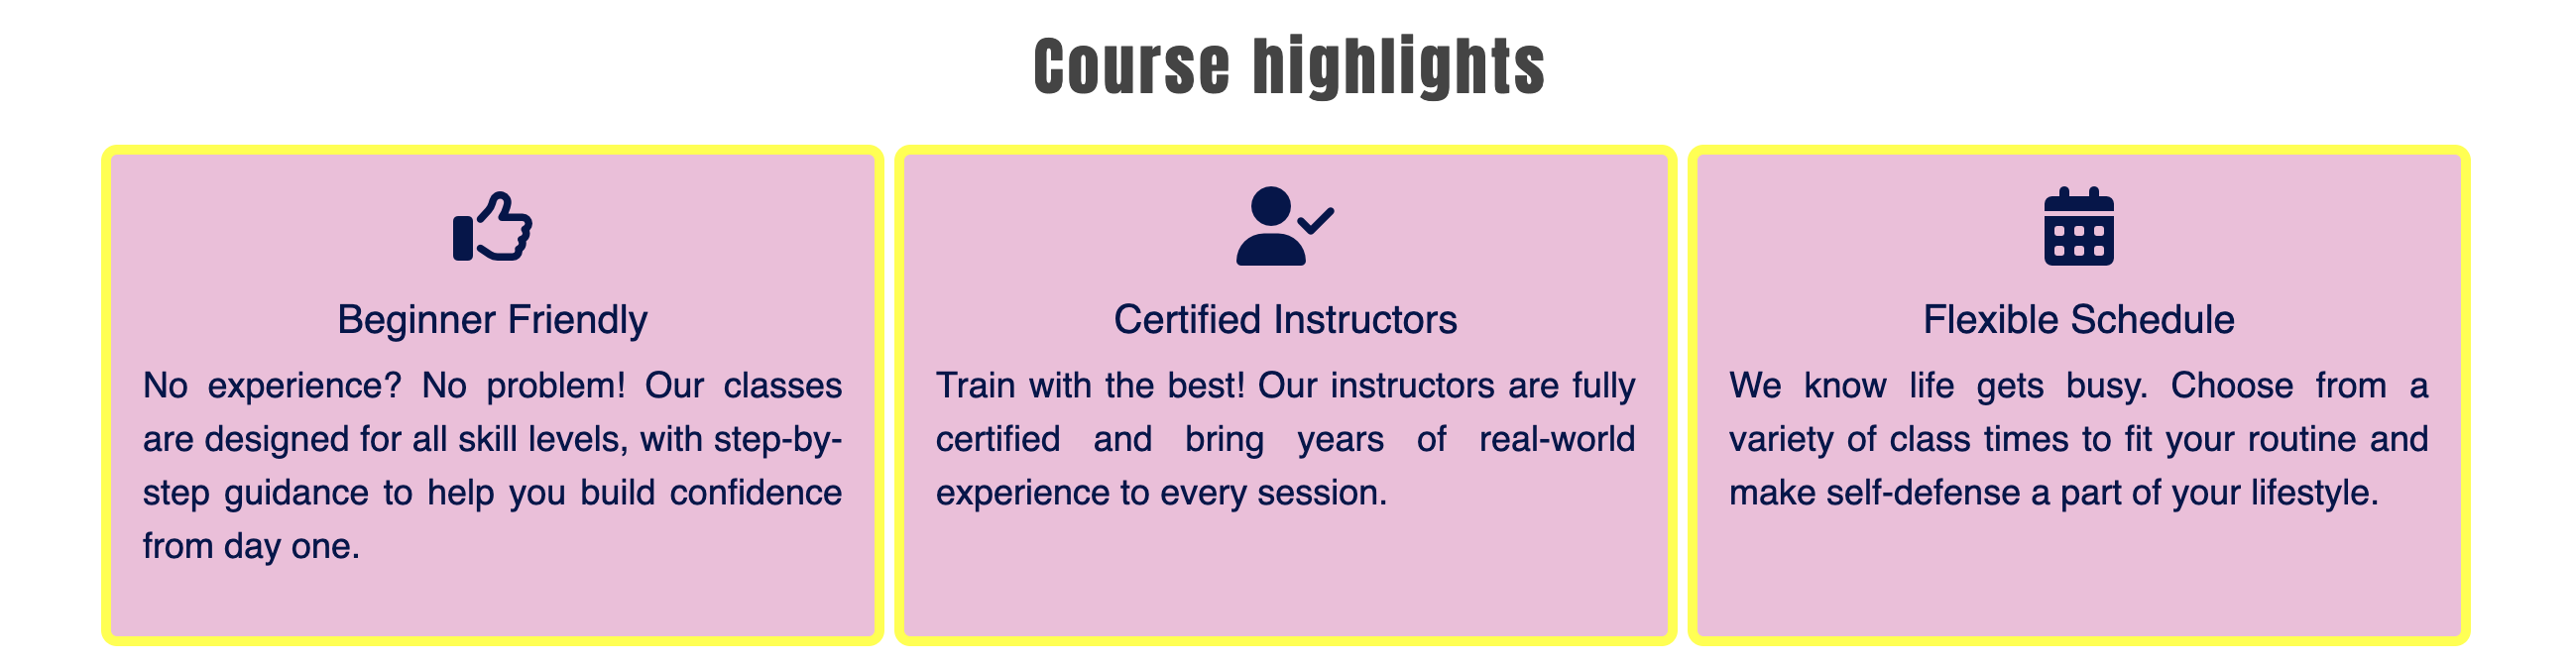 Course highlights
Beginner Friendly
No experience? No problem! Our classes
are designed for all skill levels, with step-by-
step guidance to help you build confidence
from day one.
Certified Instructors
Train with the best! Our instructors are fully
certified and bring years of real-world
experience to every session.
Flexible Schedule
We know life gets busy. Choose from a
variety of class times to fit your routine and
make self-defense a part of your lifestyle.